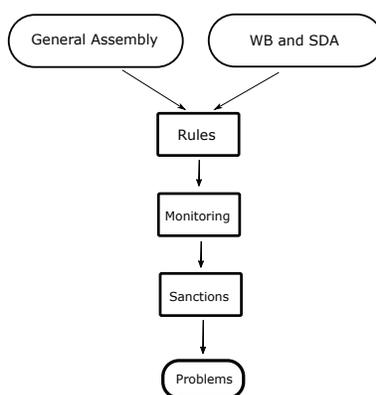 General Assembly
WB and SDA
Rules
Monitoring
Sanctions
Problems